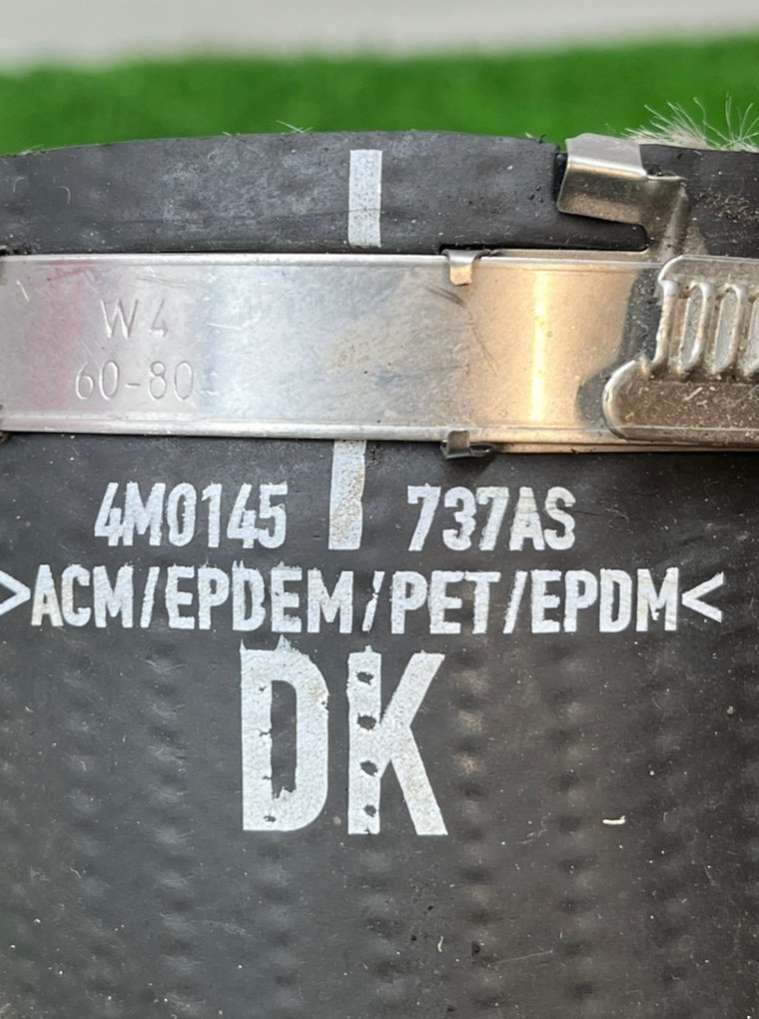 W4
60-80
4M0145 737AS
>ACM/EPDEM/PET/EPDM<
DK